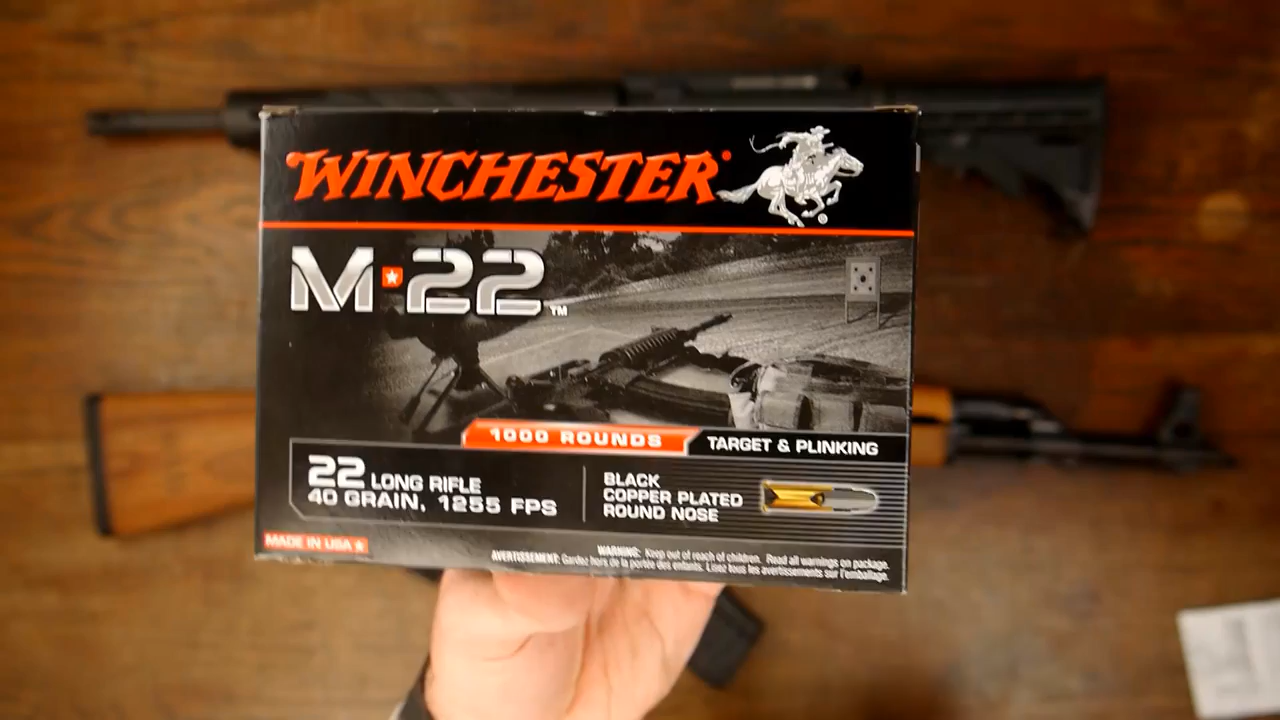 WINCHESTER®
M★22™
1000 ROUNDS
TARGET & PLINKING
22 LONG RIFLE
40 GRAIN, 1255 FPS
BLACK
COPPER PLATED
ROUND NOSE
MADE IN USA ★
WARNING: Keep out of reach of children. Read all warnings on package.
AVERTISSEMENT: Gardez hors de la portée des enfants. Lisez tous les avertissements sur l'emballage.